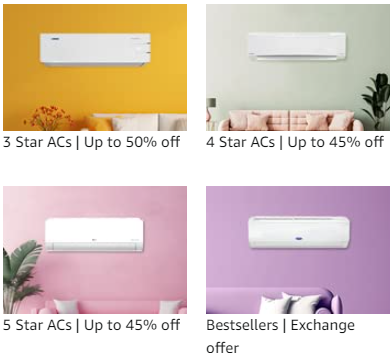 3 Star ACs | Up to 50% off
4 Star ACs | Up to 45% off
5 Star ACs | Up to 45% off
Bestsellers | Exchange
offer